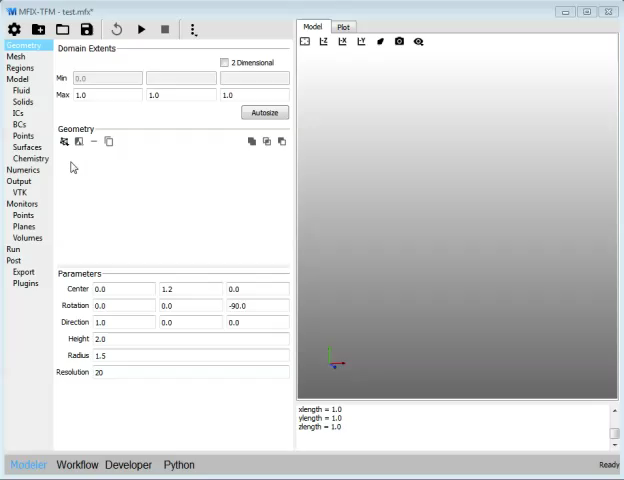 MFIX-TFM - test.mfx*
Geometry
Mesh
Regions
Model
Fluid
Solids
ICs
BCs
Points
Surfaces
Chemistry
Numerics
Output
VTK
Monitors
Points
Planes
Volumes
Run
Post
Export
Plugins
Domain Extents
2 Dimensional
Min 0.0
Max 1.0 1.0 1.0
Autosize
Geometry
Parameters
Center 0.0 1.2 0.0
Rotation 0.0 0.0 -90.0
Direction 1.0 0.0 0.0
Height 2.0
Radius 1.5
Resolution 20
Model Plot
xlength = 1.0
ylength = 1.0
zlength = 1.0
Modeler Workflow Developer Python Ready